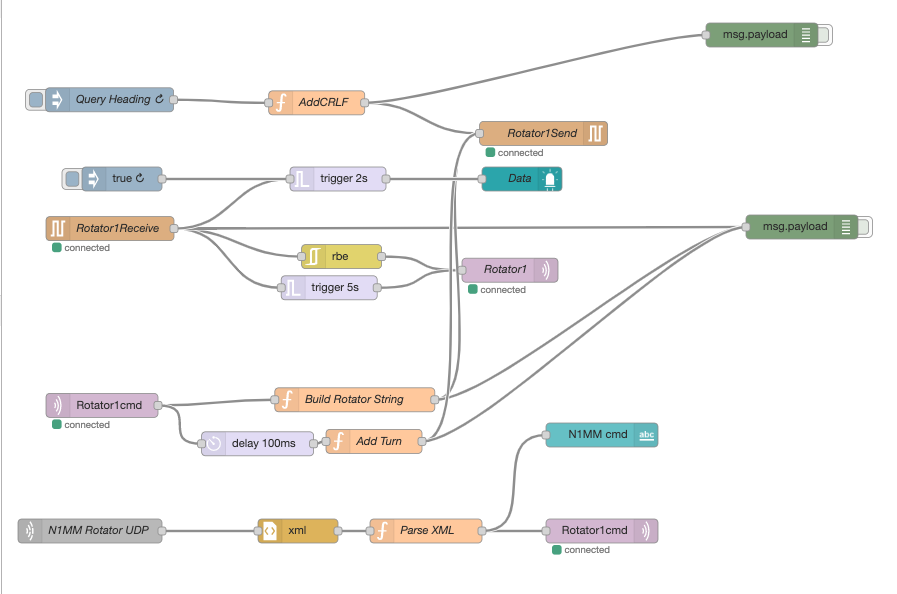 msg.payload
Query Heading ↻
AddCRLF
Rotator1Send
connected
true ↻
trigger 2s
Data
Rotator1Receive
connected
msg.payload
rbe
Rotator1
connected
trigger 5s
Rotator1cmd
connected
Build Rotator String
delay 100ms
Add Turn
N1MM cmd
abc
N1MM Rotator UDP
xml
Parse XML
Rotator1cmd
connected